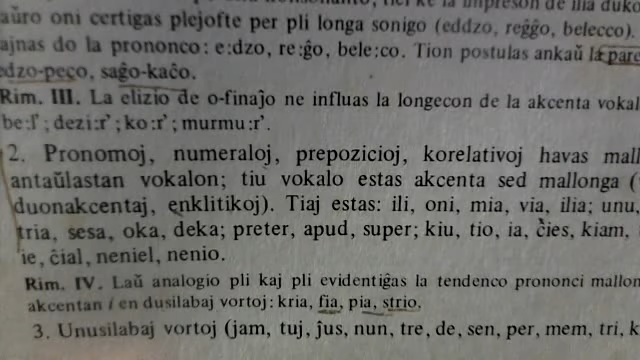 aŭro oni certigas plejofte per pli longa sonigo (eddzo, reĝĝo, belecco).
ajnas do la prononco: e:dzo, re:ĝo, bele:co. Tion postulas ankaŭ la pare
edzo-peco, saĝo-kaĉo.
Rim. III. La elizio de o-finaĵo ne influas la longecon de la akcenta vokal
be:l'; dezi:r'; ko:r'; murmu:r'.
2. Pronomoj, numeraloj, prepozicioj, korelativoj havas mall
antaŭlastan vokalon; tiu vokalo estas akcenta sed mallonga (
duonakcentaj, enklitikoj). Tiaj estas: ili, oni, mia, via, ilia; unu,
tria, sesa, oka, deka; preter, apud, super; kiu, tio, ia, ĉies, kiam,
'ie, ĉial, neniel, nenio.
Rim. IV. Laŭ analogio pli kaj pli evidentiĝas la tendenco prononci mallon
akcentan i en dusilabaj vortoj: kria, fia, pia, strio.
3. Unusilabaj vortoj (jam, tuj, ĵus, nun, tre, de, sen, per, mem, tri, k